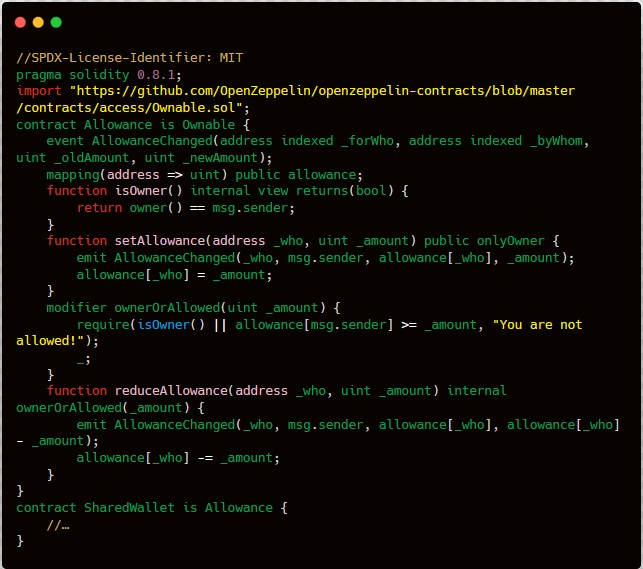 //SPDX-License-Identifier: MIT
pragma solidity 0.8.1;
import "https://github.com/OpenZeppelin/openzeppelin-contracts/blob/master
/contracts/access/Ownable.sol";
contract Allowance is Ownable {
    event AllowanceChanged(address indexed _forWho, address indexed _byWhom,
uint _oldAmount, uint _newAmount);
    mapping(address => uint) public allowance;
    function isOwner() internal view returns(bool) {
        return owner() == msg.sender;
    }
    function setAllowance(address _who, uint _amount) public onlyOwner {
        emit AllowanceChanged(_who, msg.sender, allowance[_who], _amount);
        allowance[_who] = _amount;
    }
    modifier ownerOrAllowed(uint _amount) {
        require(isOwner() || allowance[msg.sender] >= _amount, "You are not
allowed!");
        _;
    }
    function reduceAllowance(address _who, uint _amount) internal
ownerOrAllowed(_amount) {
        emit AllowanceChanged(_who, msg.sender, allowance[_who], allowance[_who]
- _amount);
        allowance[_who] -= _amount;
    }
}
contract SharedWallet is Allowance {
    //…
}